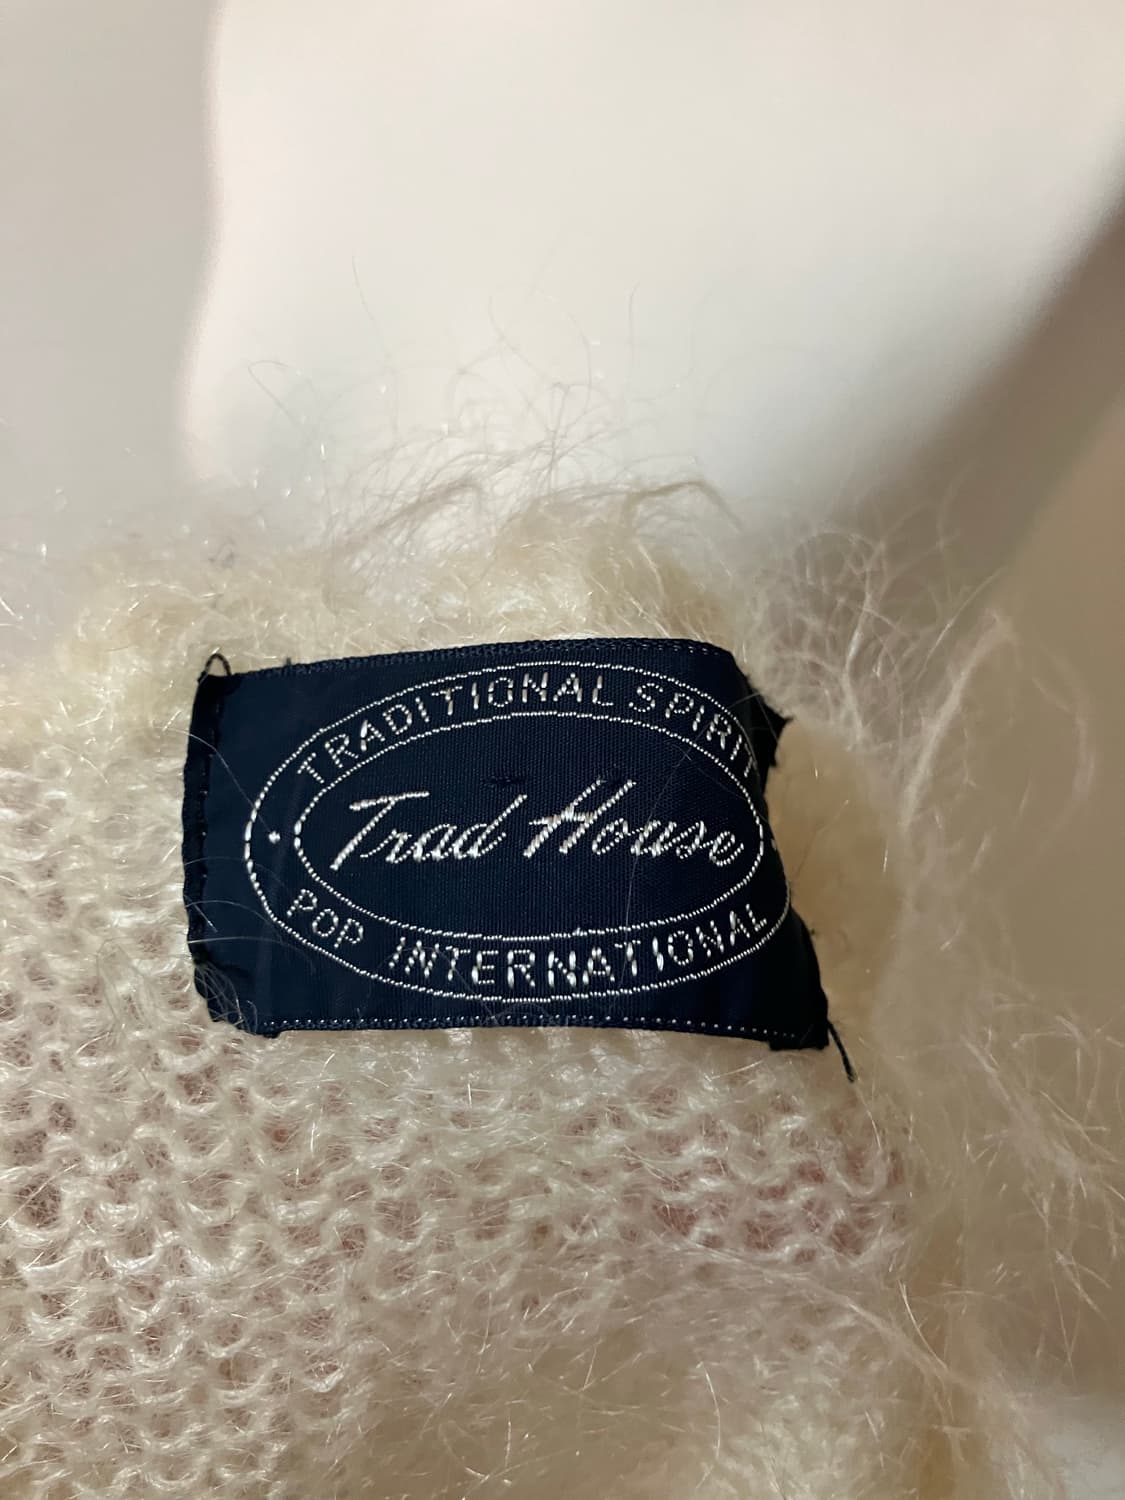 TRADITIONAL SPIRIT
Trad House
POP INTERNATIONAL